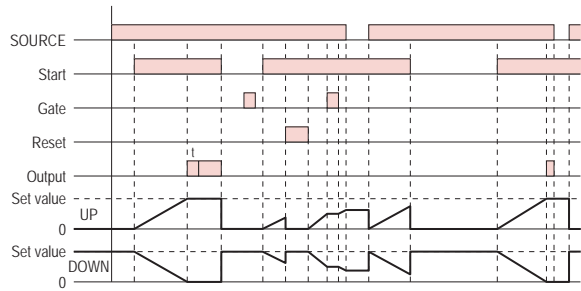 SOURCE
Start
Gate
Reset
t
Output
Set value
UP
0
Set value
DOWN
0